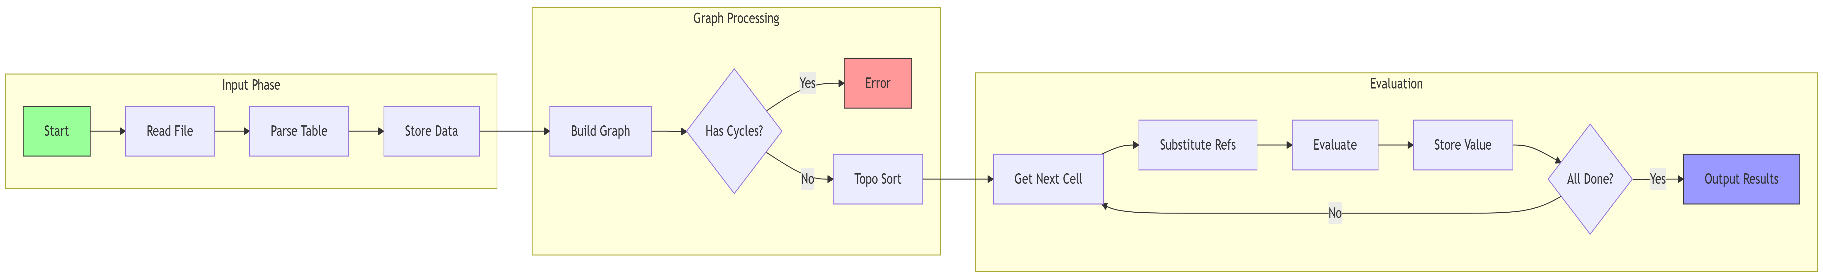 Input Phase
Start
Read File
Parse Table
Store Data
Graph Processing
Build Graph
Has Cycles?
Yes
Error
No
Topo Sort
Evaluation
Get Next Cell
Substitute Refs
Evaluate
Store Value
All Done?
Yes
Output Results
No